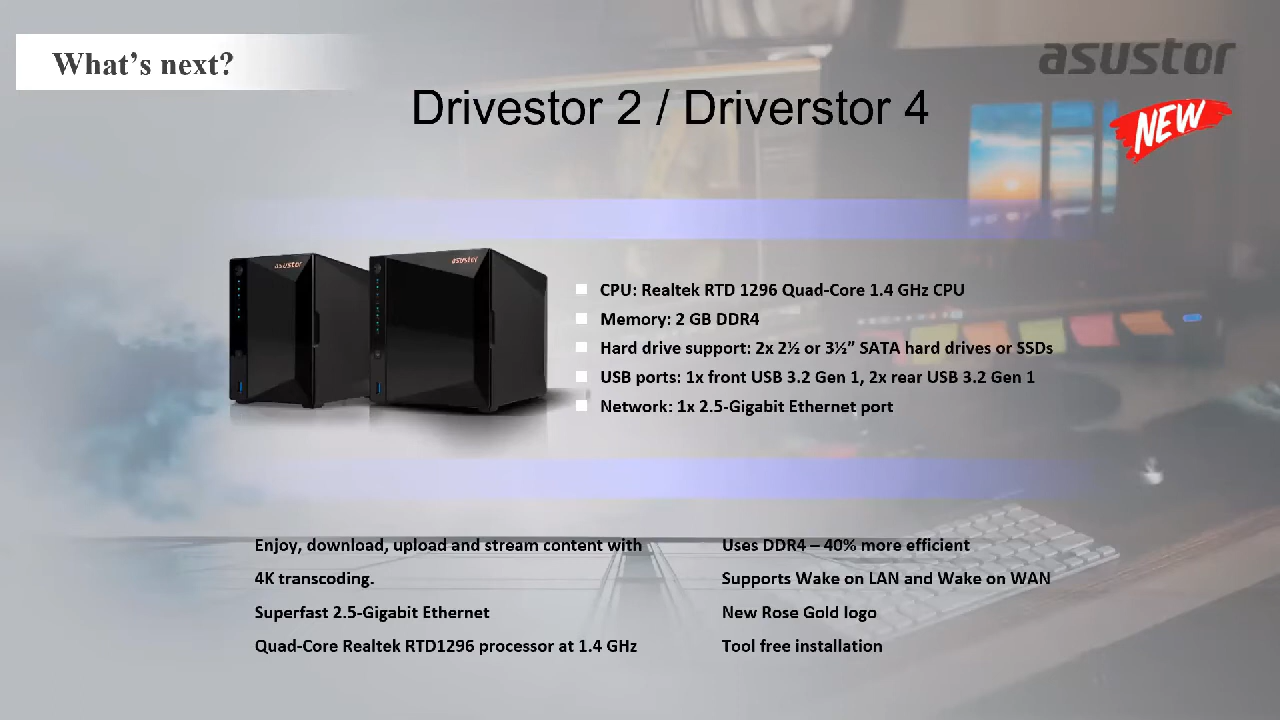 What's next?
asustor
Drivestor 2 / Driverstor 4
NEW
asustor
asustor
CPU: Realtek RTD 1296 Quad-Core 1.4 GHz CPU
Memory: 2 GB DDR4
Hard drive support: 2x 2½ or 3½” SATA hard drives or SSDs
USB ports: 1x front USB 3.2 Gen 1, 2x rear USB 3.2 Gen 1
Network: 1x 2.5-Gigabit Ethernet port
Enjoy, download, upload and stream content with
4K transcoding.
Superfast 2.5-Gigabit Ethernet
Quad-Core Realtek RTD1296 processor at 1.4 GHz
Uses DDR4 – 40% more efficient
Supports Wake on LAN and Wake on WAN
New Rose Gold logo
Tool free installation